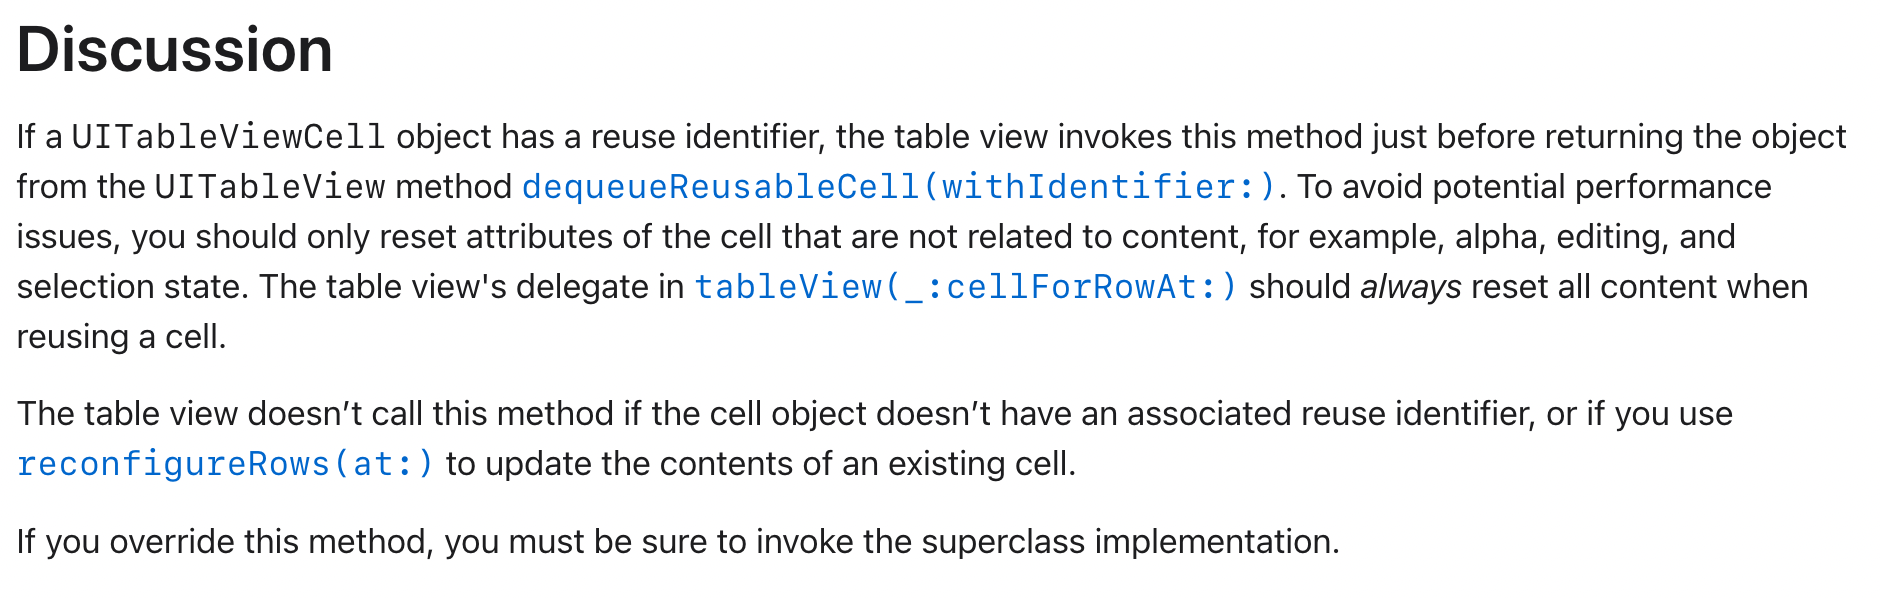 Discussion
If a UITableViewCell object has a reuse identifier, the table view invokes this method just before returning the object
from the UITableView method dequeueReusableCell(withIdentifier:). To avoid potential performance
issues, you should only reset attributes of the cell that are not related to content, for example, alpha, editing, and
selection state. The table view's delegate in tableView(_:cellForRowAt:) should always reset all content when
reusing a cell.
The table view doesn’t call this method if the cell object doesn’t have an associated reuse identifier, or if you use
reconfigureRows(at:) to update the contents of an existing cell.
If you override this method, you must be sure to invoke the superclass implementation.